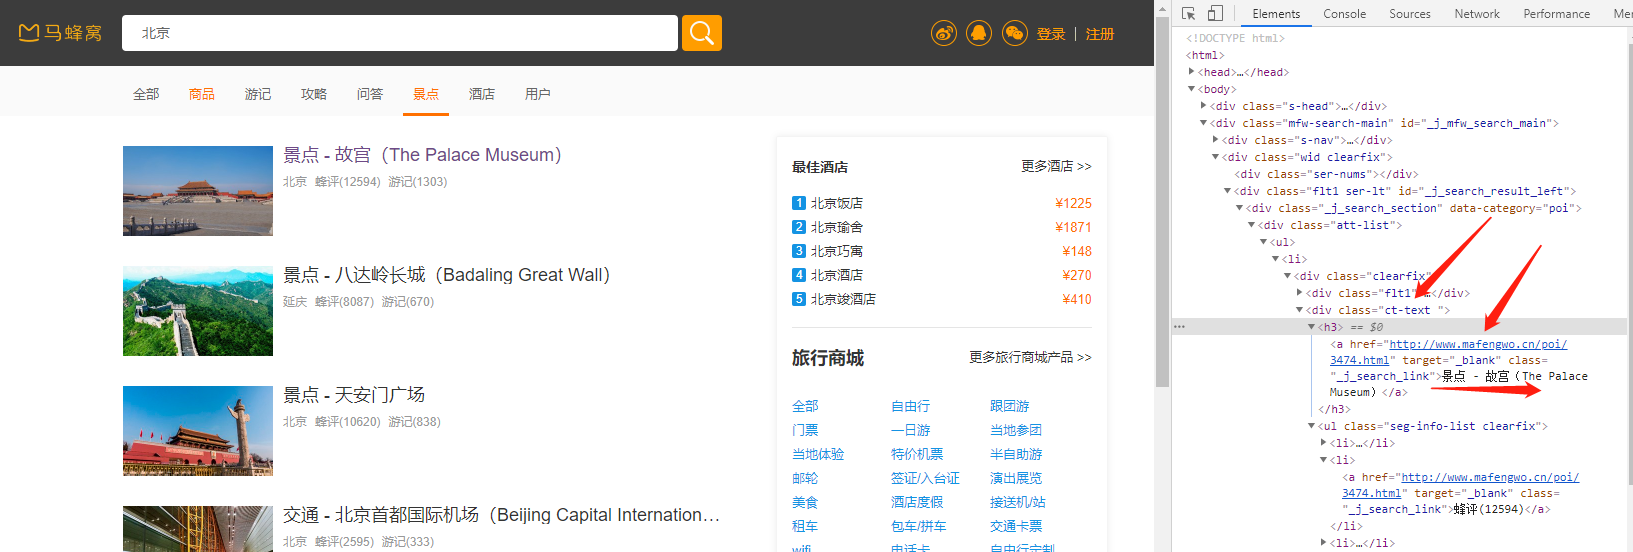 马蜂窝
北京
登录 | 注册
全部 商品 游记 攻略 问答 景点 酒店 用户
景点 - 故宫（The Palace Museum）
北京 蜂评(12594) 游记(1303)
景点 - 八达岭长城（Badaling Great Wall）
延庆 蜂评(8087) 游记(670)
景点 - 天安门广场
北京 蜂评(10620) 游记(838)
交通 - 北京首都国际机场（Beijing Capital Internation…
北京 蜂评(2595) 游记(333)
最佳酒店 更多酒店 >>
1 北京饭店 ¥1225
2 北京瑜舍 ¥1871
3 北京巧寓 ¥148
4 北京酒店 ¥270
5 北京竣酒店 ¥410
旅行商城 更多旅行商城产品 >>
全部 自由行 跟团游
门票 一日游 当地参团
当地体验 特价机票 半自助游
邮轮 签证/入台证 演出展览
美食 酒店度假 接送机/站
租车 包车/拼车 交通卡票
wifi 电话卡 自由行定制
Elements Console Sources Network Performance Mer
<!DOCTYPE html>
<html>
<head>…</head>
<body>
<div class="s-head">…</div>
<div class="mfw-search-main" id="_j_mfw_search_main">
<div class="s-nav">…</div>
<div class="wid clearfix">
<div class="ser-nums"></div>
<div class="flt1 ser-lt" id="_j_search_result_left">
<div class="_j_search_section" data-category="poi">
<div class="att-list">
<ul>
<li>
<div class="clearfix"
<div class="flt1" …</div>
<div class="ct-text ">
… <h3> == $0
<a href="http://www.mafengwo.cn/poi/
3474.html" target="_blank" class=
"_j_search_link">景点 - 故宫（The Palace
Museum）</a>
</h3>
<ul class="seg-info-list clearfix">
<li>…</li>
<li>
<a href="http://www.mafengwo.cn/poi/
3474.html" target="_blank" class=
"_j_search_link">蜂评(12594)</a>
</li>
<li>…</li>